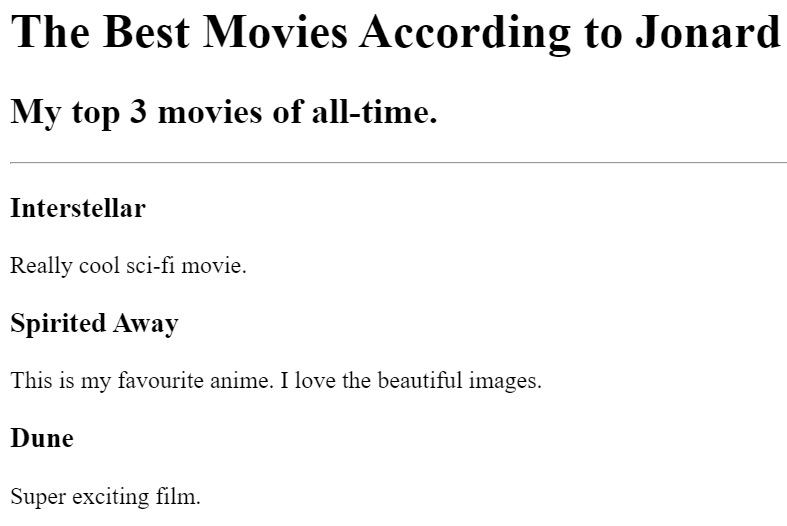 The Best Movies According to Jonard
My top 3 movies of all-time.
Interstellar
Really cool sci-fi movie.
Spirited Away
This is my favourite anime. I love the beautiful images.
Dune
Super exciting film.